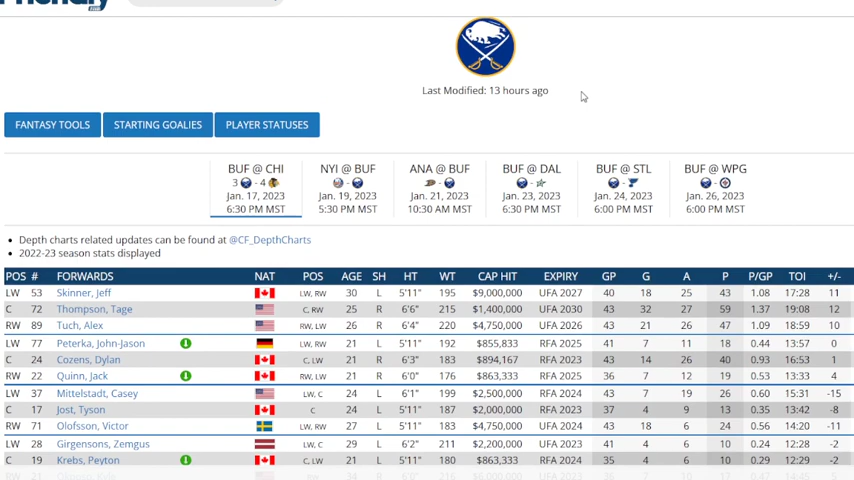 Last Modified: 13 hours ago
FANTASY TOOLS STARTING GOALIES PLAYER STATUSES
BUF @ CHI NYI @ BUF ANA @ BUF BUF @ DAL BUF @ STL BUF @ WPG
3 - 4 - - - - -
Jan. 17, 2023 Jan. 19, 2023 Jan. 21, 2023 Jan. 23, 2023 Jan. 24, 2023 Jan. 26, 2023
6:30 PM MST 5:30 PM MST 10:30 AM MST 6:30 PM MST 6:00 PM MST 6:00 PM MST
• Depth charts related updates can be found at @CF_DepthCharts
• 2022-23 season stats displayed
POS # FORWARDS NAT POS AGE SH HT WT CAP HIT EXPIRY GP G A P P/GP TOI +/-
LW 53 Skinner, Jeff LW, RW 30 L 5'11" 195 $9,000,000 UFA 2027 40 18 25 43 1.08 17:28 11
C 72 Thompson, Tage C, RW 25 R 6'6" 215 $1,400,000 UFA 2030 43 32 27 59 1.37 19:08 12
RW 89 Tuch, Alex RW, LW 26 R 6'4" 220 $4,750,000 UFA 2026 43 21 26 47 1.09 18:59 10
LW 77 Peterka, John-Jason LW, RW 21 L 5'11" 192 $855,833 RFA 2025 41 7 11 18 0.44 13:57 0
C 24 Cozens, Dylan C, LW 21 R 6'3" 183 $894,167 RFA 2023 43 14 26 40 0.93 16:53 1
RW 22 Quinn, Jack RW, LW 21 R 6'0" 176 $863,333 RFA 2025 36 7 12 19 0.53 13:33 4
LW 37 Mittelstadt, Casey LW, C 24 L 6'1" 199 $2,500,000 RFA 2024 43 7 19 26 0.60 15:31 -15
C 17 Jost, Tyson C 24 L 5'11" 187 $2,000,000 RFA 2023 37 4 9 13 0.35 13:42 -8
RW 71 Olofsson, Victor RW, LW 27 L 5'11" 183 $4,750,000 UFA 2024 43 18 6 24 0.56 14:20 -11
LW 28 Girgensons, Zemgus LW, C 29 L 6'2" 211 $2,200,000 UFA 2023 41 4 6 10 0.24 12:28 -2
C 19 Krebs, Peyton C, LW 21 L 5'11" 180 $863,333 RFA 2024 35 4 6 10 0.29 12:29 -2